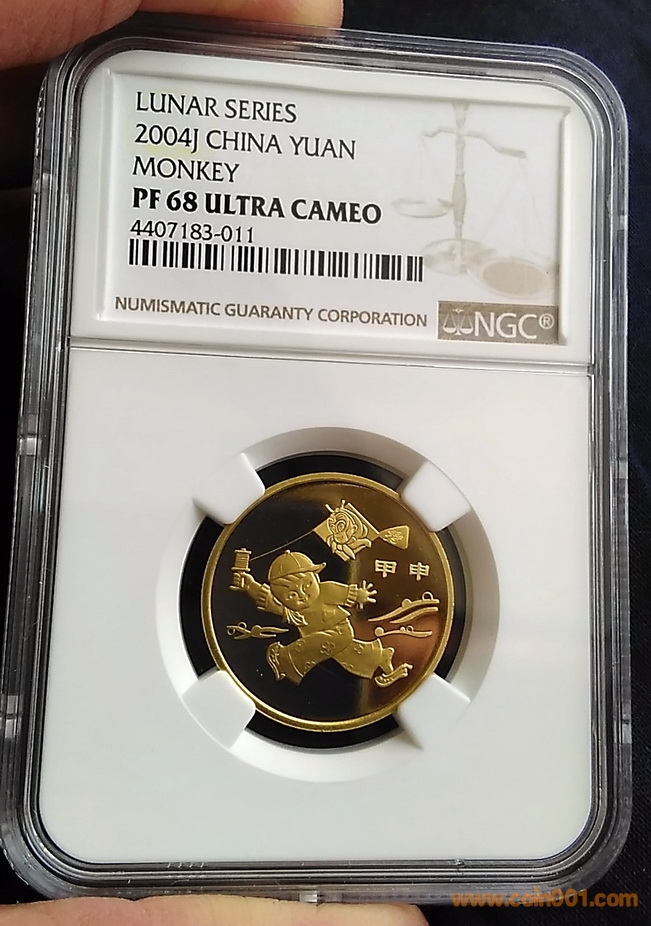 LUNAR SERIES
2004J CHINA YUAN
MONKEY
PF 68 ULTRA CAMEO
4407183-011
NUMISMATIC GUARANTY CORPORATION
NGC®
甲申
www.coin001.com